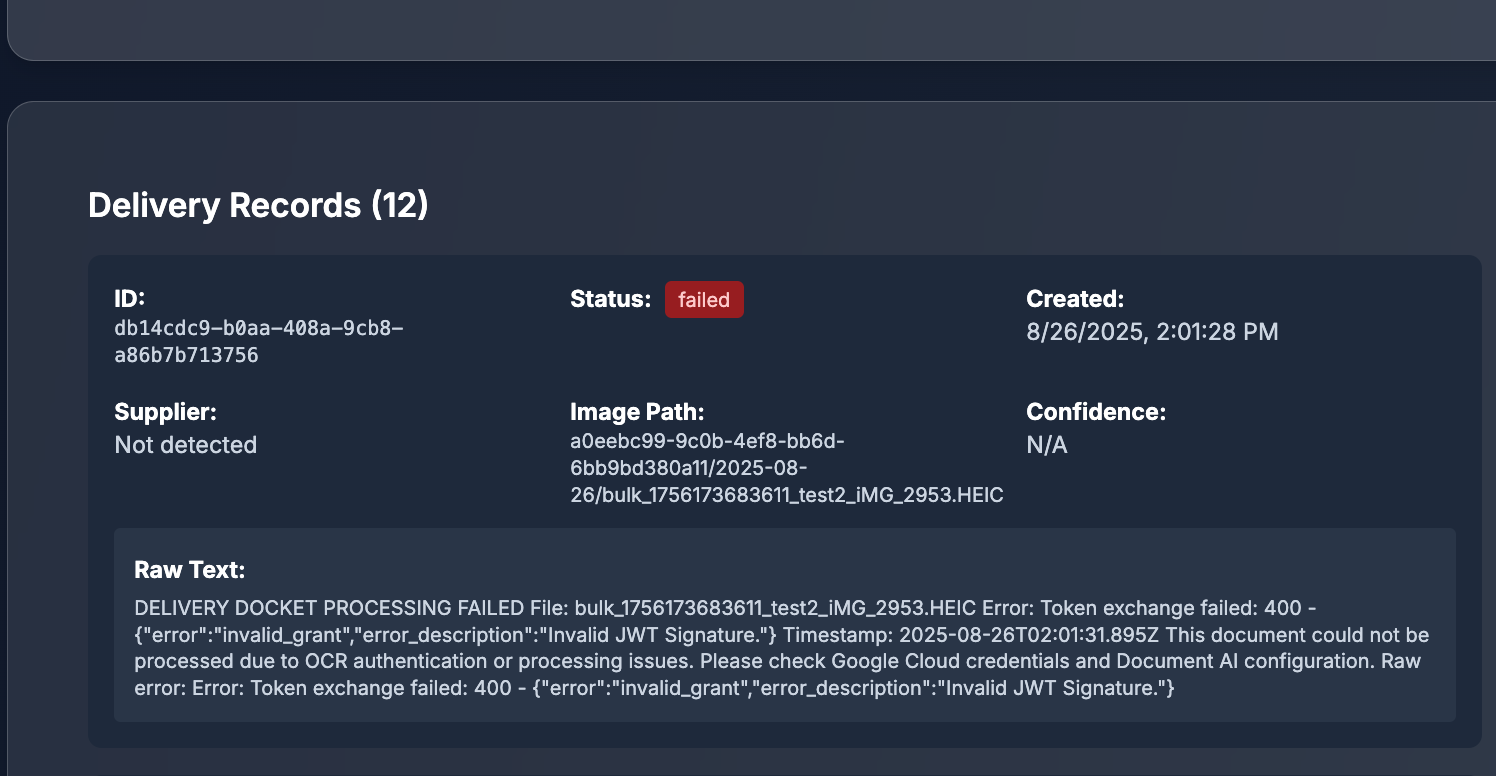 Delivery Records (12)
ID:
db14cdc9-b0aa-408a-9cb8-
a86b7b713756
Status: failed
Created:
8/26/2025, 2:01:28 PM
Supplier:
Not detected
Image Path:
a0eebc99-9c0b-4ef8-bb6d-
6bb9bd380a11/2025-08-
26/bulk_1756173683611_test2_iMG_2953.HEIC
Confidence:
N/A
Raw Text:
DELIVERY DOCKET PROCESSING FAILED File: bulk_1756173683611_test2_iMG_2953.HEIC Error: Token exchange failed: 400 -
{"error":"invalid_grant","error_description":"Invalid JWT Signature."} Timestamp: 2025-08-26T02:01:31.895Z This document could not be
processed due to OCR authentication or processing issues. Please check Google Cloud credentials and Document AI configuration. Raw
error: Error: Token exchange failed: 400 - {"error":"invalid_grant","error_description":"Invalid JWT Signature."}